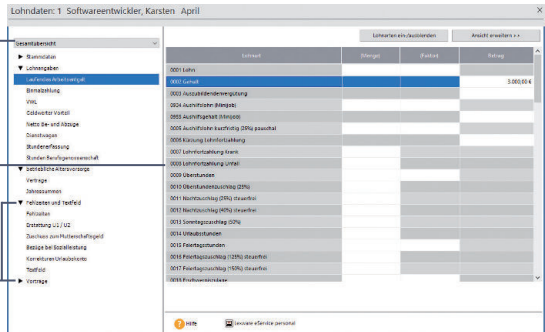 Lohndaten: 1 Softwareentwickler, Karsten April
X
Lohnarten ein-/ausblenden
Ansicht erweitern >>
Gesamtübersicht
Stammdaten
Lohnangaben
Laufendes Arbeitsentgelt
Einmalzahlung
VWL
Geldwerter Vorteil
Netto Be- und Abzüge
Dienstwagen
Stundenerfassung
Stunden Berufsgenossenschaft
betriebliche Altersvorsorge
Verträge
Jahressummen
Fehlzeiten und Textfeld
Fehlzeiten
Erstattung U1 / U2
Zuschuss zum Mutterschaftsgeld
Bezüge bei Sozialleistung
Korrekturen Urlaubskonto
Textfeld
Vorträge
Lohnart
(Menge)
(Faktor)
Betrag
0001 Lohn
0002 Gehalt 3.000,00 €
0003 Auszubildendenvergütung
Aushilfslohn (Minijob)
Aushilfsgehalt (Minijob)
0005 Aushilfslohn kurzfristig (25%) pauschal
0006 Kürzung Lohnfortzahlung
0007 Lohnfortzahlung Krank
0008 Lohnfortzahlung Unfall
0009 Überstunden
0010 Überstundenzuschlag (25%)
0011 Nachtzuschlag (25%) steuerfrei
0012 Nachtzuschlag (40%) steuerfrei
0013 Sonntagszuschlag (50%)
0014 Urlaubsstunden
0015 Feiertagsstunden
0016 Feiertagszuschlag (125%) steuerfrei
0017 Feiertagszuschlag (150%) steuerfrei
Hilfe
Lexware eService personal